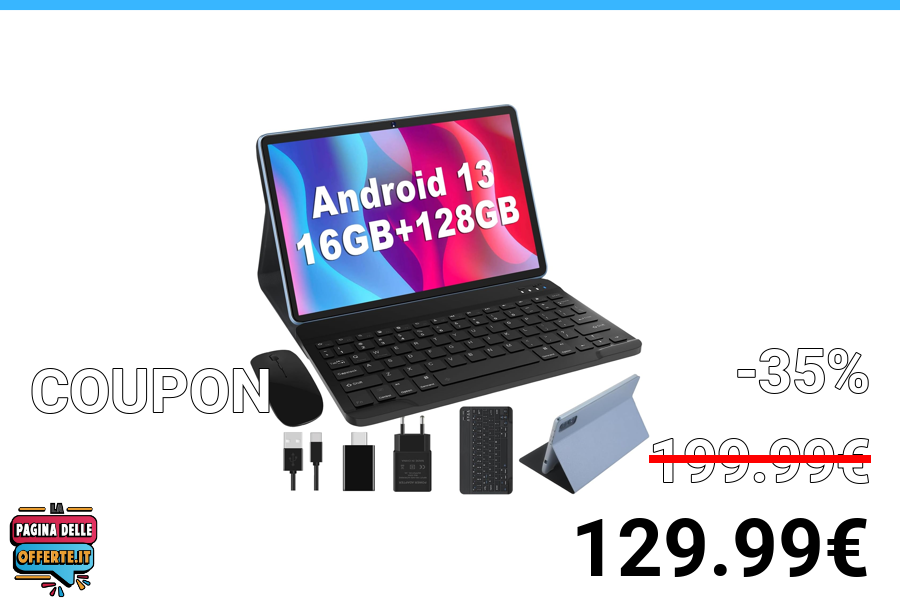 Android 13
16GB+128GB
COUPON
-35%
199.99€
129.99€
LA
PAGINA DELLE
OFFERTE.IT